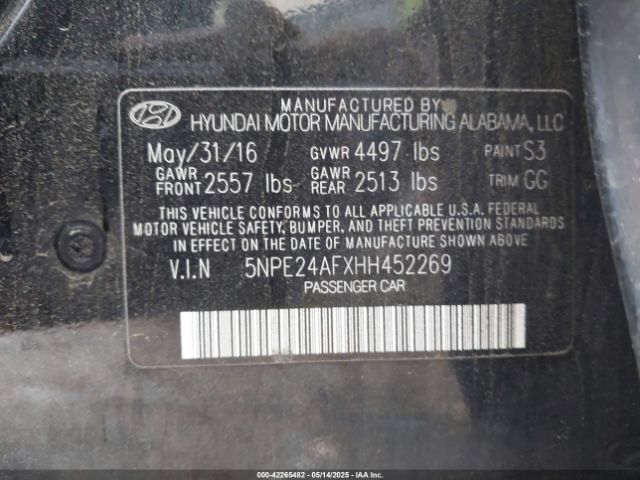 MANUFACTURED BY
HYUNDAI MOTOR MANUFACTURING ALABAMA, LLC
May/31/16 GVWR 4497 lbs PAINT S3
GAWR FRONT 2557 lbs GAWR REAR 2513 lbs TRIM GG
THIS VEHICLE CONFORMS TO ALL APPLICABLE U.S.A. FEDERAL
MOTOR VEHICLE SAFETY, BUMPER, AND THEFT PREVENTION STANDARDS
IN EFFECT ON THE DATE OF MANUFACTURE SHOWN ABOVE.
V.I.N 5NPE24AFXHH452269
PASSENGER CAR
000-42265482 | 05/14/2025 | IAAI.COM